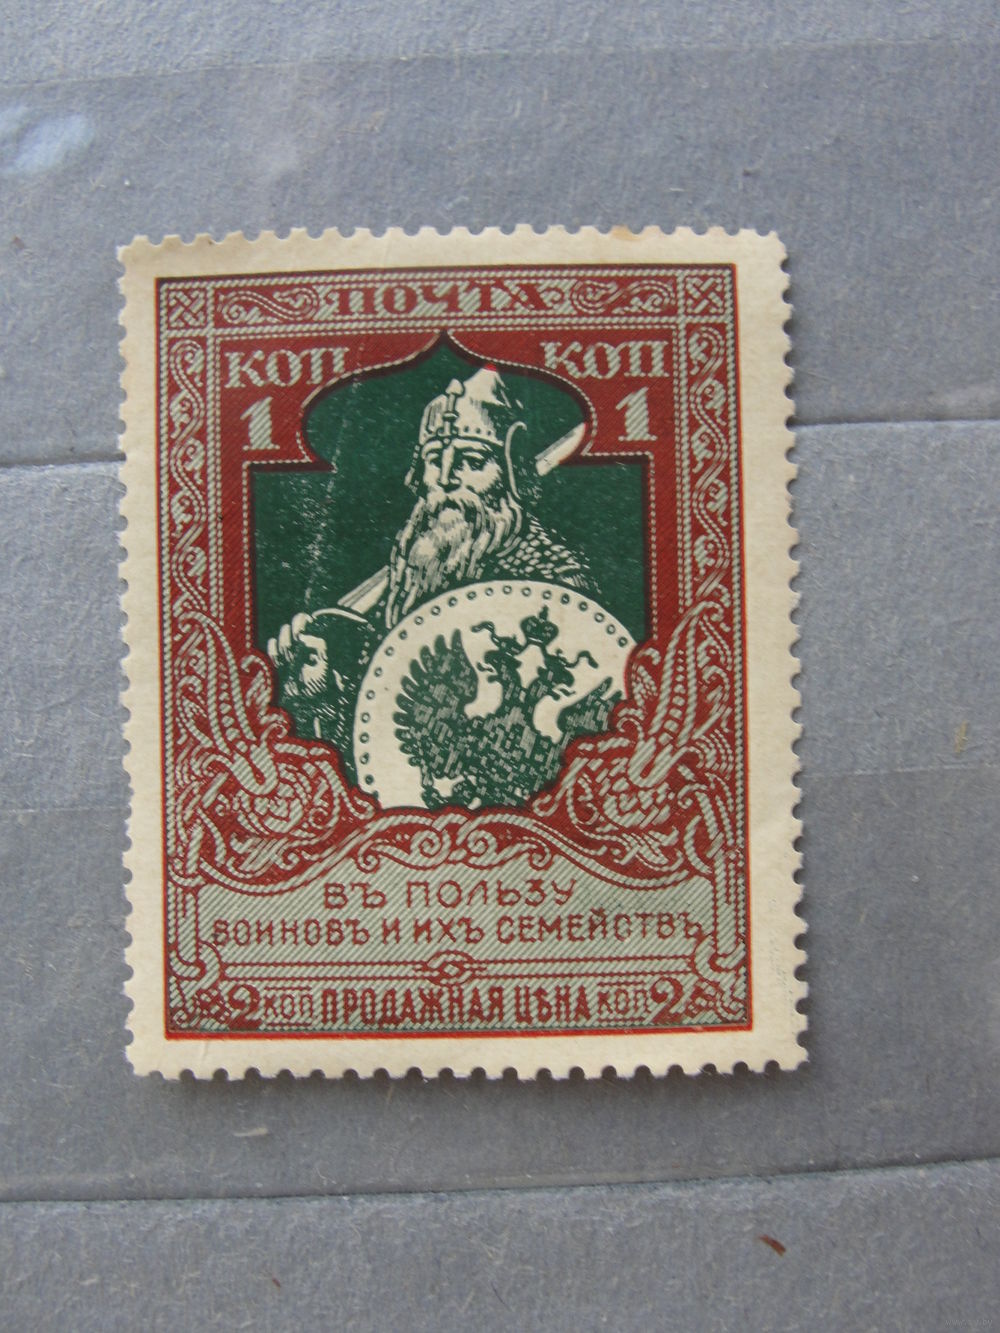 ПОЧТА
КОП КОП
1 1
ВЪ ПОЛЬЗУ
ВОИНОВЪ И ИХЪ СЕМЕЙСТВЪ
2 КОП ПРОДАЖНАЯ ЦѢНА КОП 2